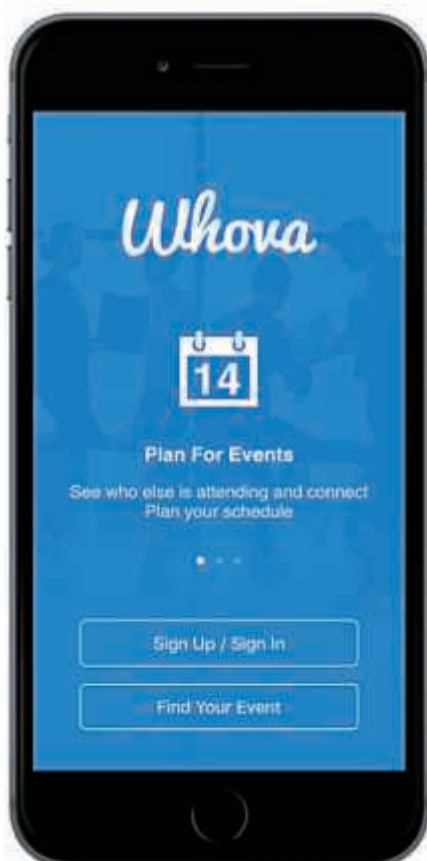 Whova
14
Plan For Events
See who else is attending and connect
Plan your schedule
Sign Up / Sign In
Find Your Event